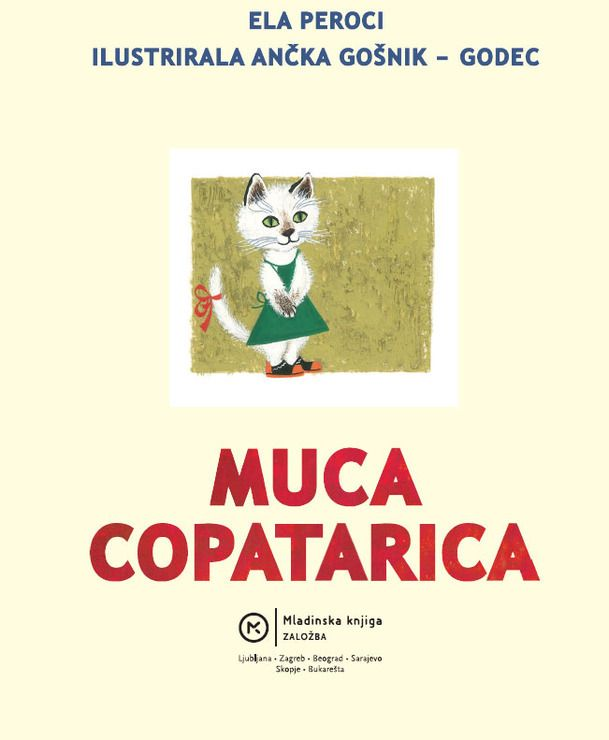 ELA PEROCI
ILUSTRIRALA ANČKA GOŠNIK – GODEC
MUCA
COPATARICA
Mladinska knjiga
ZALOŽBA
Ljubljana • Zagreb • Beograd • Sarajevo
Skopje • Bukarešta